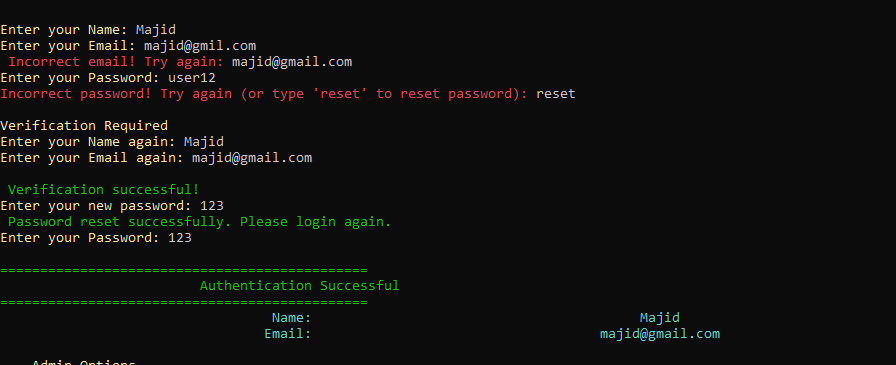 Enter your Name: Majid
Enter your Email: majid@gmil.com
Incorrect email! Try again: majid@gmail.com
Enter your Password: user12
Incorrect password! Try again (or type 'reset' to reset password): reset
Verification Required
Enter your Name again: Majid
Enter your Email again: majid@gmail.com
Verification successful!
Enter your new password: 123
Password reset successfully. Please login again.
Enter your Password: 123
==============================================
Authentication Successful
==============================================
Name: Majid
Email: majid@gmail.com
Admin Options